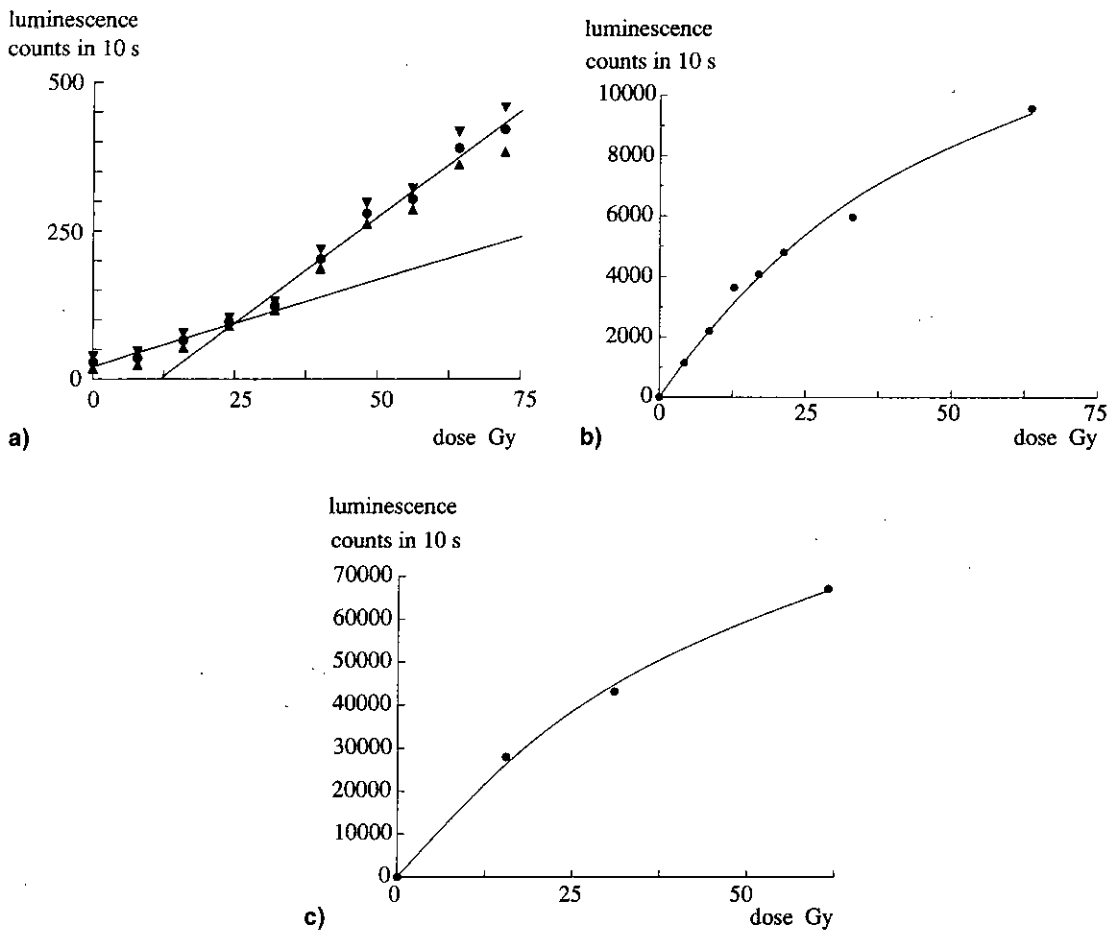 luminescence
counts in 10 s
500
250
0
0 25 50 75
dose Gy
a)
luminescence
counts in 10 s
10000
8000
6000
4000
2000
0
0 25 50 75
dose Gy
b)
luminescence
counts in 10 s
70000
60000
50000
40000
30000
20000
10000
0
0 25 50
dose Gy
c)